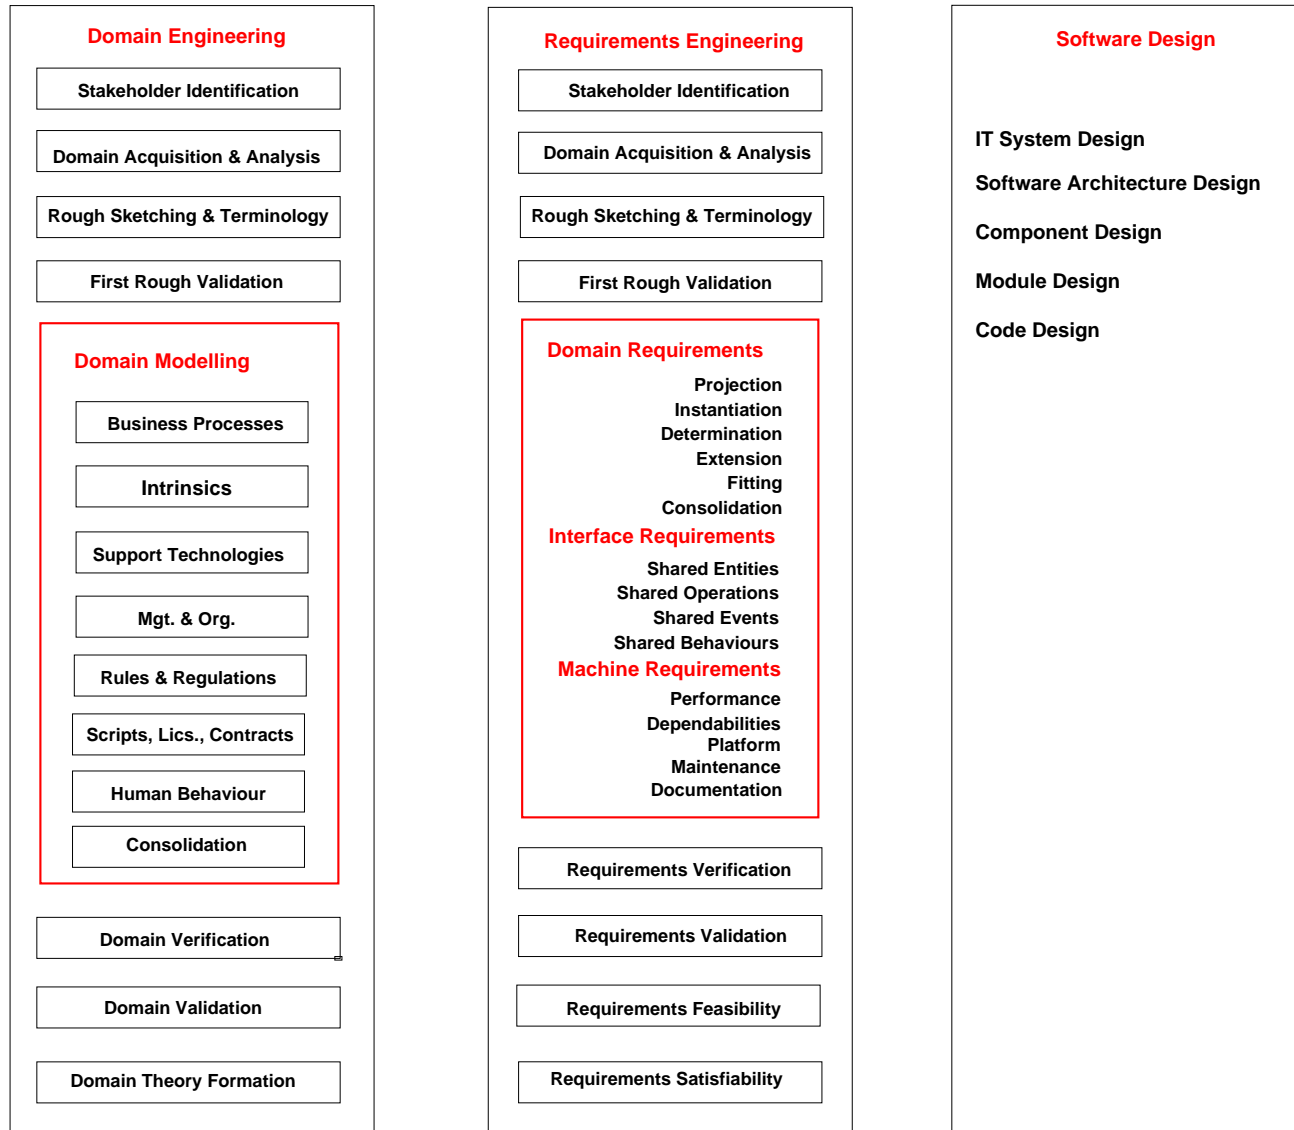 Domain Engineering
Stakeholder Identification
Domain Acquisition & Analysis
Rough Sketching & Terminology
First Rough Validation
Domain Modelling
Business Processes
Intrinsics
Support Technologies
Mgt. & Org.
Rules & Regulations
Scripts, Lics., Contracts
Human Behaviour
Consolidation
Domain Verification
Domain Validation
Domain Theory Formation
Requirements Engineering
Stakeholder Identification
Domain Acquisition & Analysis
Rough Sketching & Terminology
First Rough Validation
Domain Requirements
Projection
Instantiation
Determination
Extension
Fitting
Consolidation
Interface Requirements
Shared Entities
Shared Operations
Shared Events
Shared Behaviours
Machine Requirements
Performance
Dependabilities
Platform
Maintenance
Documentation
Requirements Verification
Requirements Validation
Requirements Feasibility
Requirements Satisfiability
Software Design
IT System Design
Software Architecture Design
Component Design
Module Design
Code Design